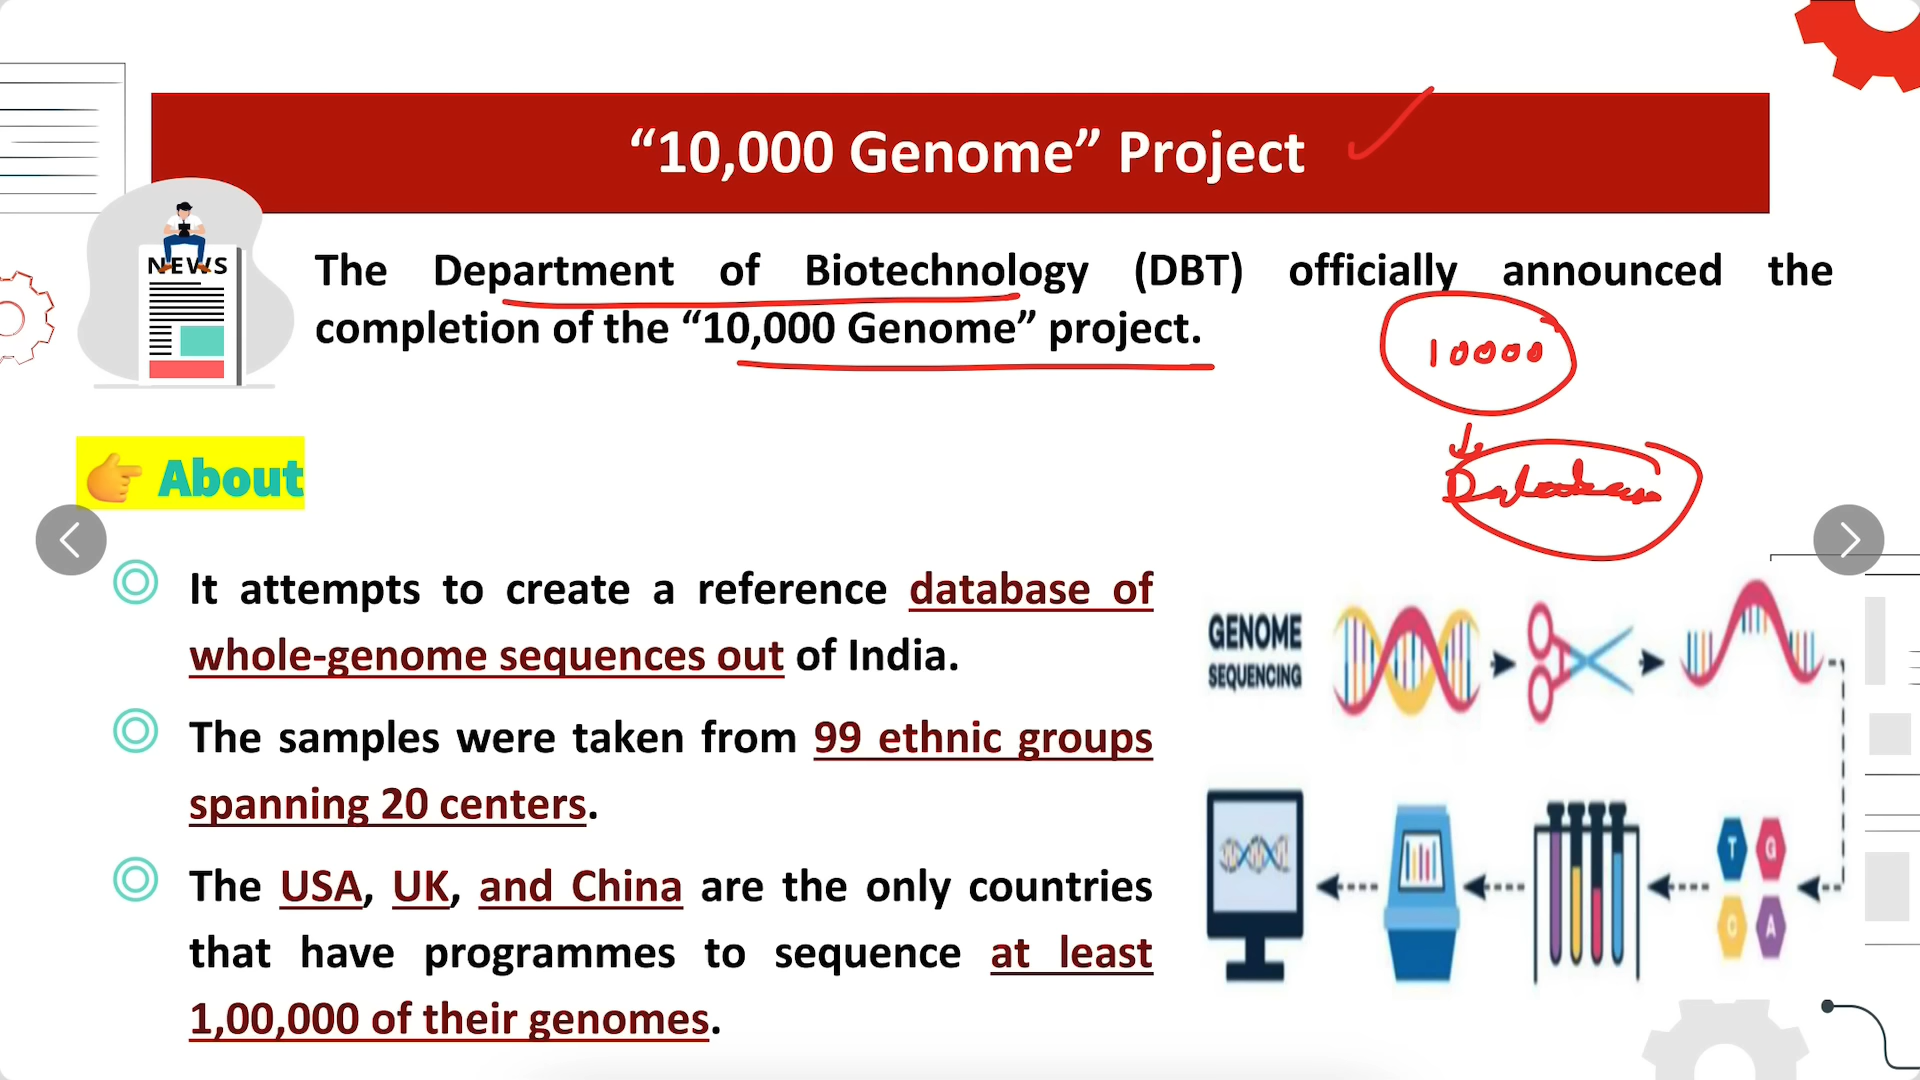 “10,000 Genome” Project
NEWS
The Department of Biotechnology (DBT) officially announced the
completion of the “10,000 Genome” project.
10000
Database
👉 About
It attempts to create a reference database of
whole-genome sequences out of India.
The samples were taken from 99 ethnic groups
spanning 20 centers.
The USA, UK, and China are the only countries
that have programmes to sequence at least
1,00,000 of their genomes.
GENOME
SEQUENCING
T G
C A